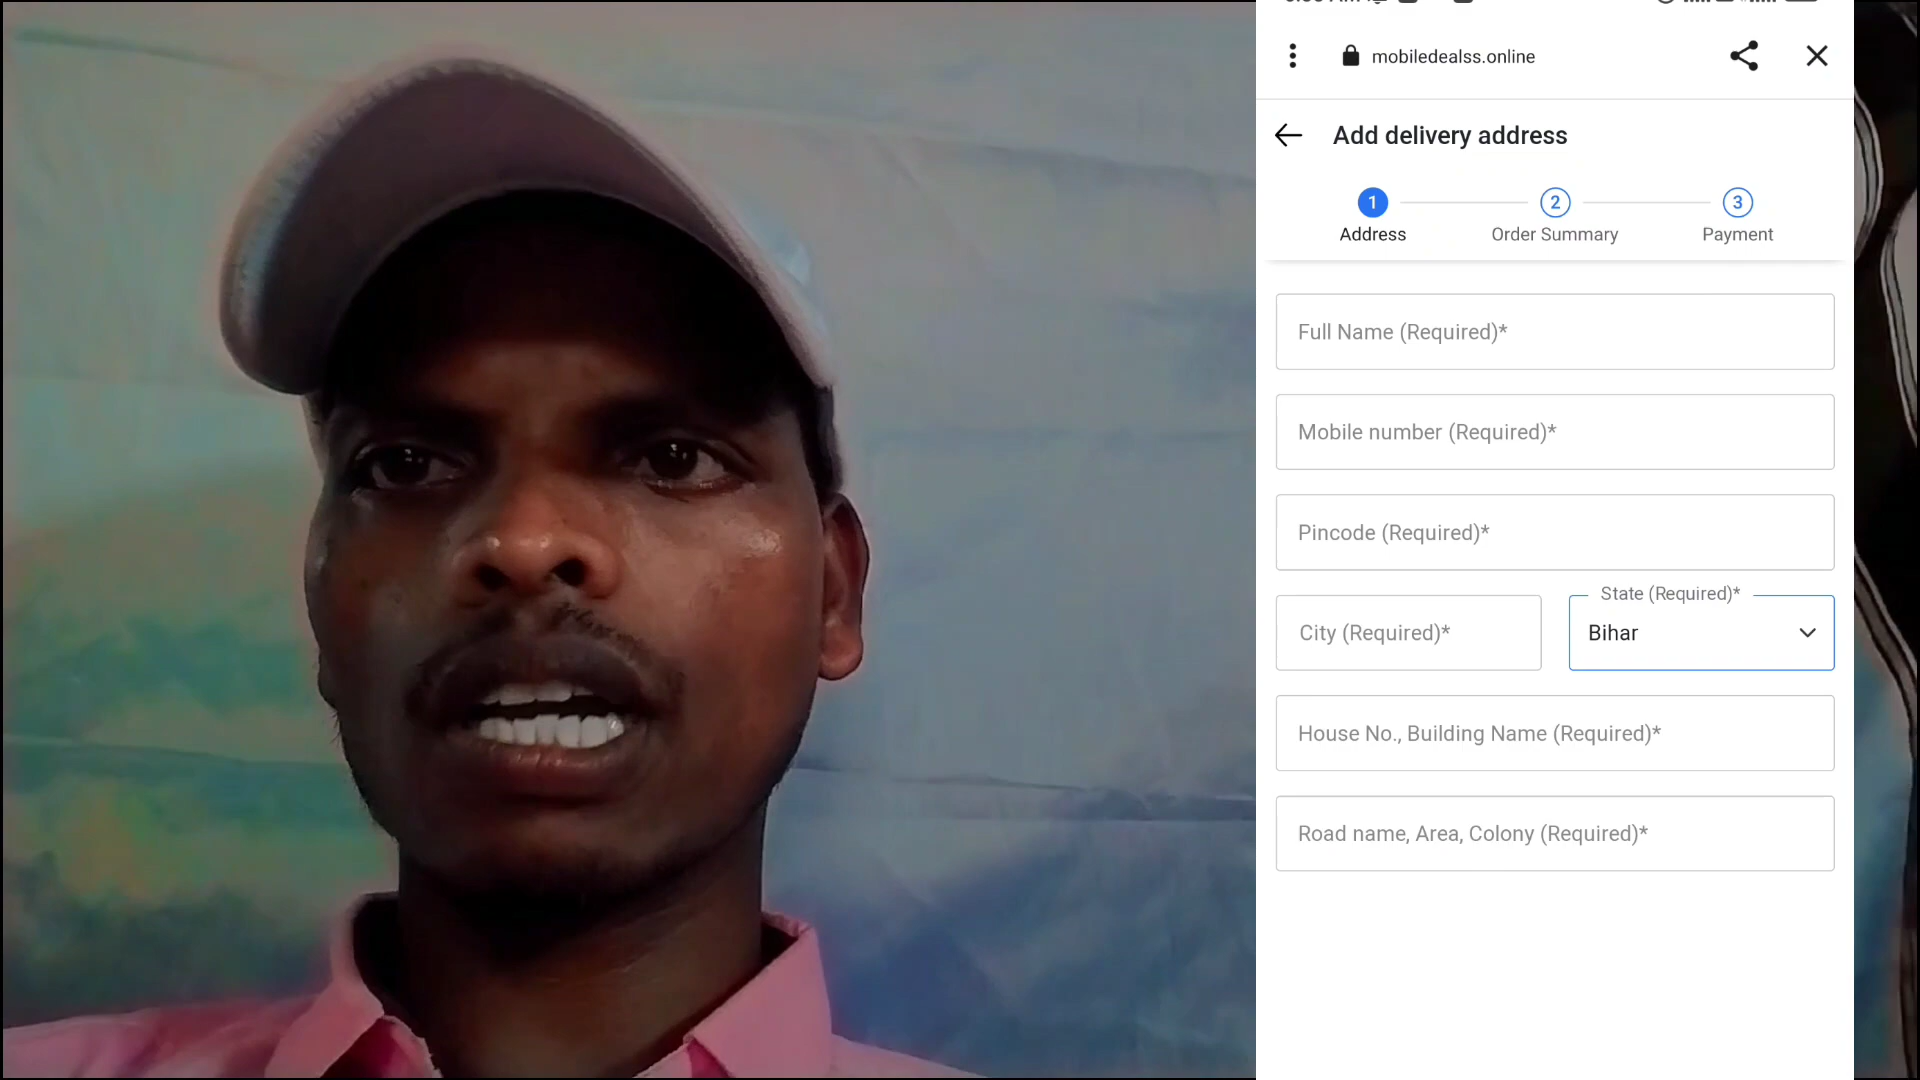 mobiledealss.online
Add delivery address
1 2 3
Address Order Summary Payment
Full Name (Required)*
Mobile number (Required)*
Pincode (Required)*
State (Required)*
City (Required)* Bihar
House No., Building Name (Required)*
Road name, Area, Colony (Required)*